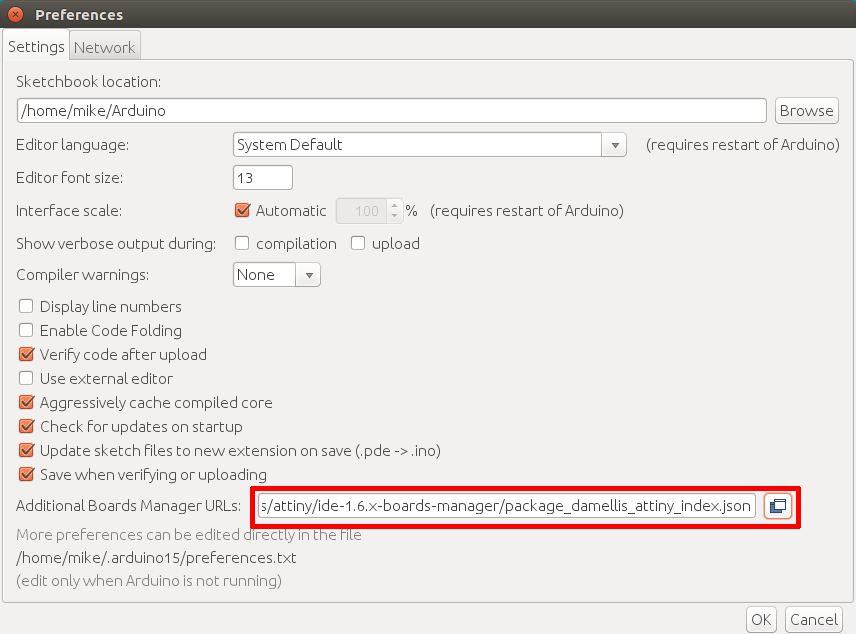 Preferences
Settings Network
Sketchbook location:
/home/mike/Arduino Browse
Editor language: System Default (requires restart of Arduino)
Editor font size: 13
Interface scale: Automatic 100 % (requires restart of Arduino)
Show verbose output during: compilation upload
Compiler warnings: None
Display line numbers
Enable Code Folding
Verify code after upload
Use external editor
Aggressively cache compiled core
Check for updates on startup
Update sketch files to new extension on save (.pde -> .ino)
Save when verifying or uploading
Additional Boards Manager URLs: s/attiny/ide-1.6.x-boards-manager/package_damellis_attiny_index.json
More preferences can be edited directly in the file
/home/mike/.arduino15/preferences.txt
(edit only when Arduino is not running)
OK Cancel